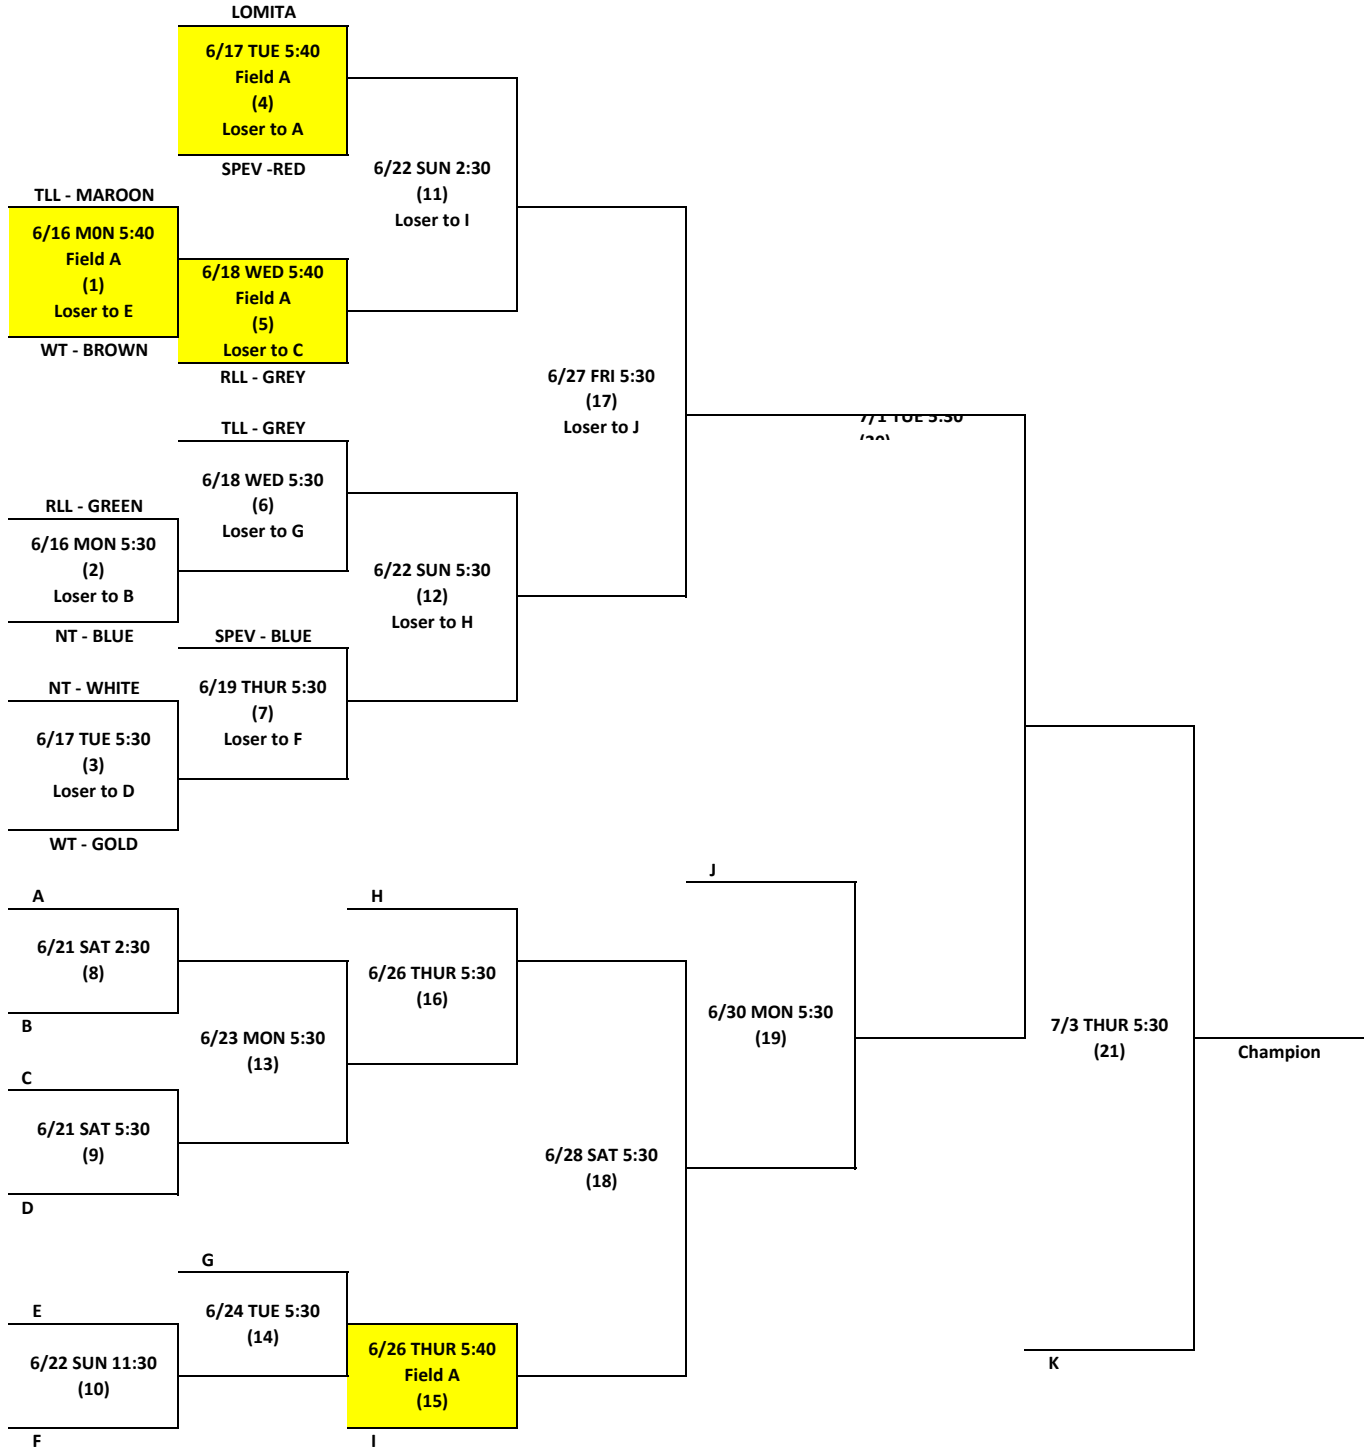 LOMITA
6/17 TUE 5:40
Field A
(4)
Loser to A
SPEV -RED
6/22 SUN 2:30
(11)
Loser to I
TLL - MAROON
6/16 M0N 5:40
Field A
(1)
Loser to E
WT - BROWN
6/18 WED 5:40
Field A
(5)
Loser to C
RLL - GREY
6/27 FRI 5:30
(17)
Loser to J
7/1 TUE 5:30
(20)
TLL - GREY
6/18 WED 5:30
(6)
Loser to G
RLL - GREEN
6/16 MON 5:30
(2)
Loser to B
NT - BLUE
6/22 SUN 5:30
(12)
Loser to H
SPEV - BLUE
6/19 THUR 5:30
(7)
Loser to F
NT - WHITE
6/17 TUE 5:30
(3)
Loser to D
WT - GOLD
J
A
6/21 SAT 2:30
(8)
B
H
6/26 THUR 5:30
(16)
6/23 MON 5:30
(13)
6/30 MON 5:30
(19)
7/3 THUR 5:30
(21)
Champion
C
6/21 SAT 5:30
(9)
D
6/28 SAT 5:30
(18)
G
6/24 TUE 5:30
(14)
E
6/22 SUN 11:30
(10)
F
6/26 THUR 5:40
Field A
(15)
I
K